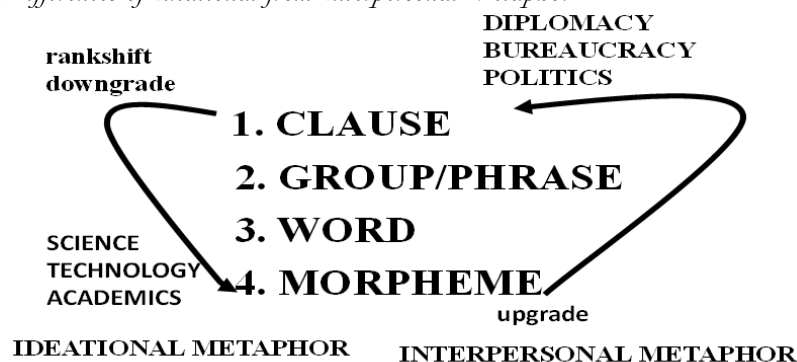 DIPLOMACY
BUREAUCRACY
POLITICS
rankshift
downgrade
1. CLAUSE
2. GROUP/PHRASE
3. WORD
4. MORPHEME
SCIENCE
TECHNOLOGY
ACADEMICS
upgrade
IDEATIONAL METAPHOR
INTERPERSONAL METAPHOR